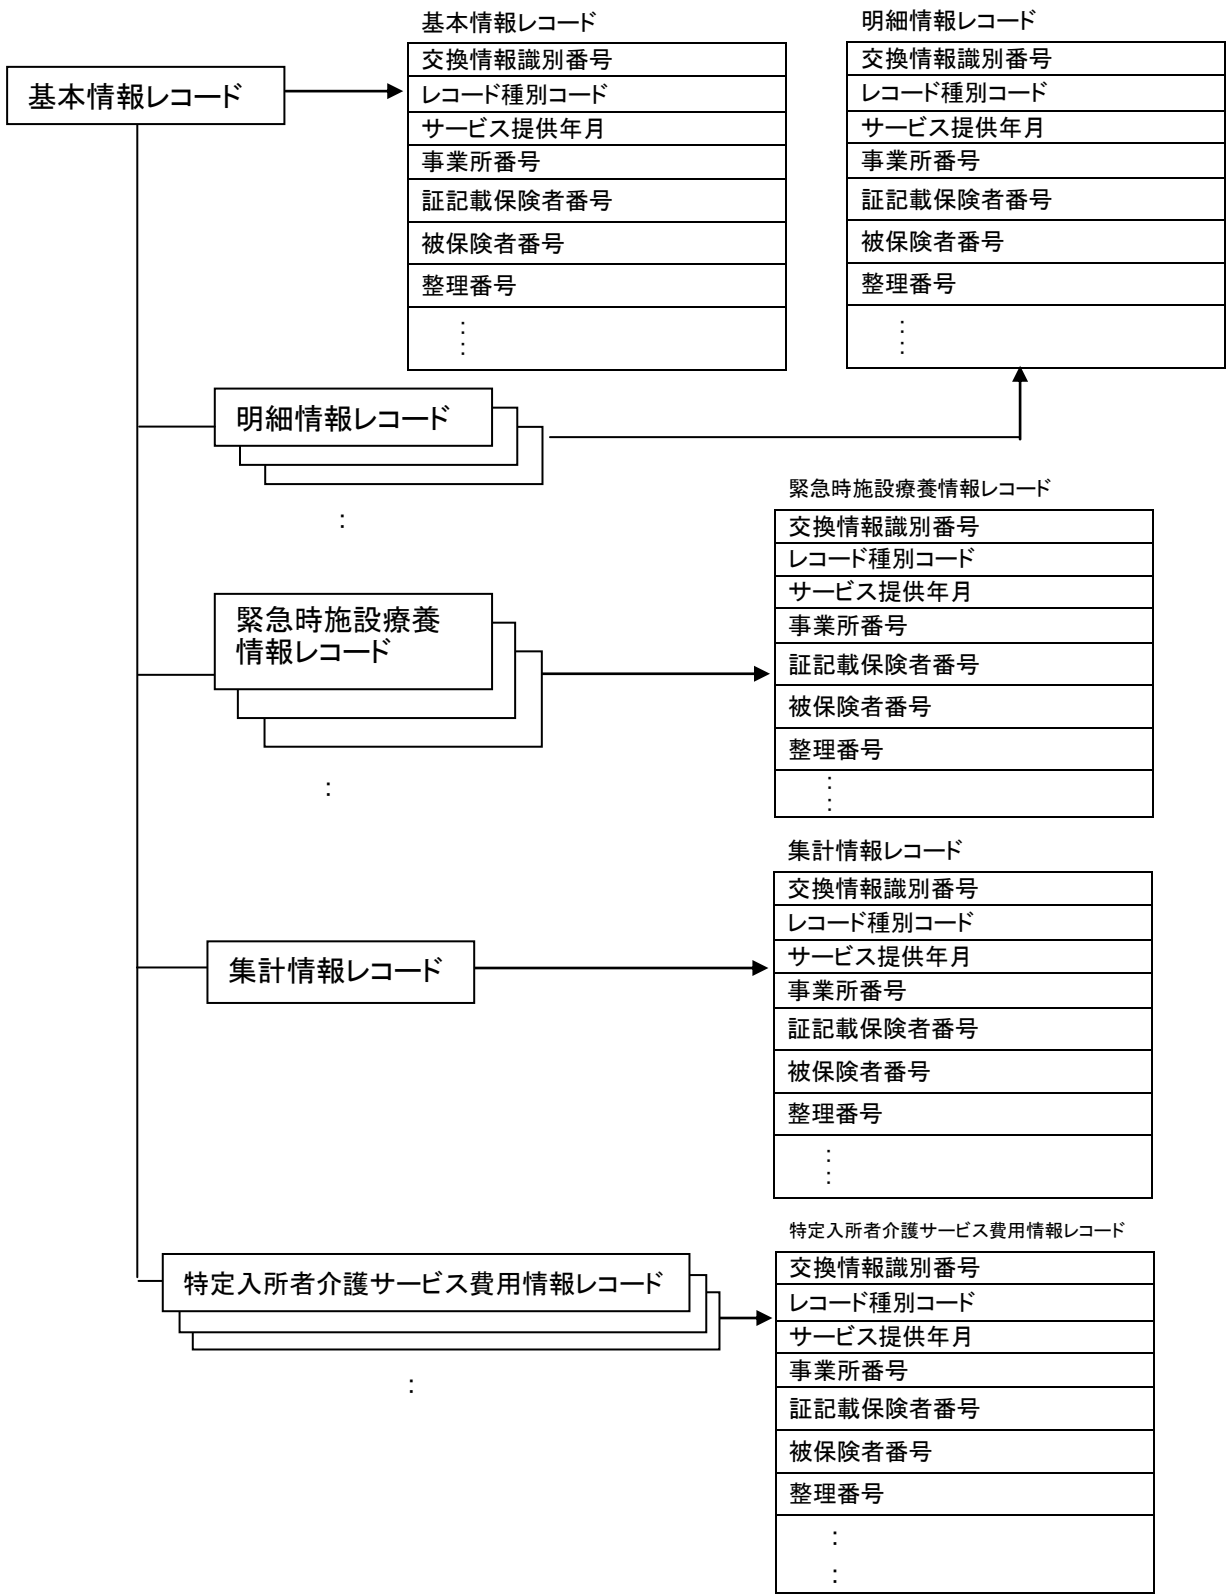 基本情報レコード
基本情報レコード
交換情報識別番号
レコード種別コード
サービス提供年月
事業所番号
証記載保険者番号
被保険者番号
整理番号
：
：
明細情報レコード
交換情報識別番号
レコード種別コード
サービス提供年月
事業所番号
証記載保険者番号
被保険者番号
整理番号
：
：
明細情報レコード
：
緊急時施設療養情報レコード
交換情報識別番号
レコード種別コード
サービス提供年月
事業所番号
証記載保険者番号
被保険者番号
整理番号
：
：
緊急時施設療養
情報レコード
：
集計情報レコード
交換情報識別番号
レコード種別コード
サービス提供年月
事業所番号
証記載保険者番号
被保険者番号
整理番号
：
：
集計情報レコード
特定入所者介護サービス費用情報レコード
交換情報識別番号
レコード種別コード
サービス提供年月
事業所番号
証記載保険者番号
被保険者番号
整理番号
：
：
特定入所者介護サービス費用情報レコード
：